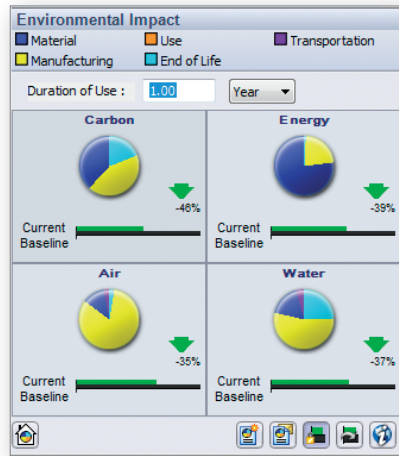 Environmental Impact
Material Use Transportation
Manufacturing End of Life
Duration of Use : 1.00 Year
Carbon Energy
-46% -39%
Current Current
Baseline Baseline
Air Water
-35% -37%
Current Current
Baseline Baseline